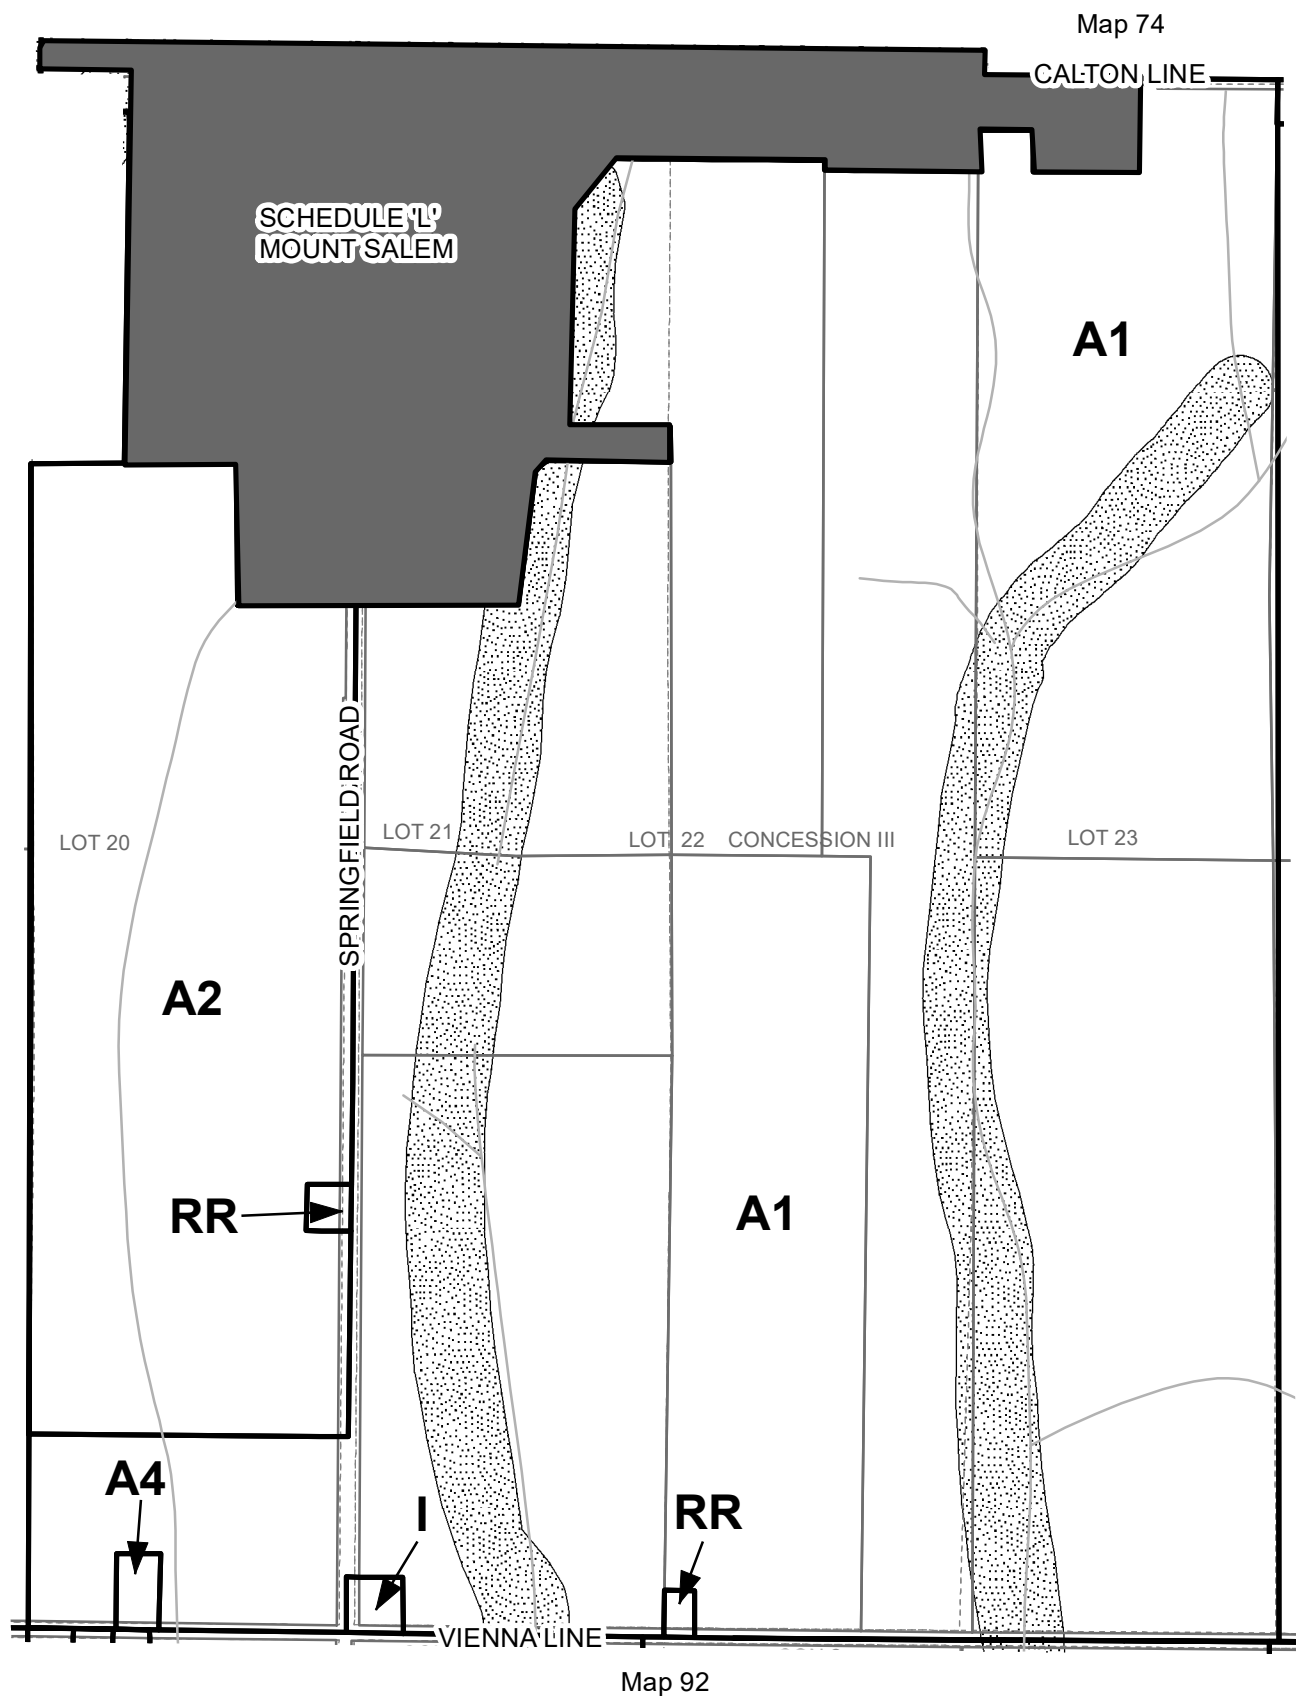 Map 74
CALTON LINE
SCHEDULE 'L'
MOUNT SALEM
A1
SPRINGFIELD ROAD
LOT 20
LOT 21
LOT 22
CONCESSION III
LOT 23
A2
RR
A1
A4
I
RR
VIENNA LINE
Map 92